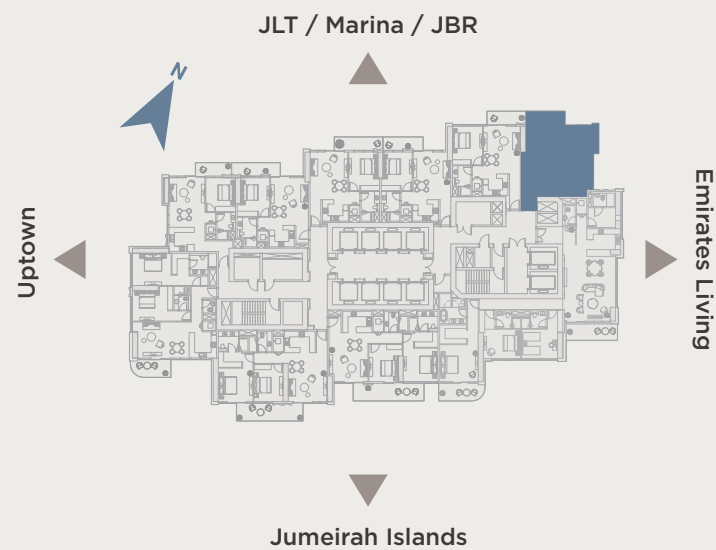 JLT / Marina / JBR
N
Uptown
Emirates Living
Jumeirah Islands